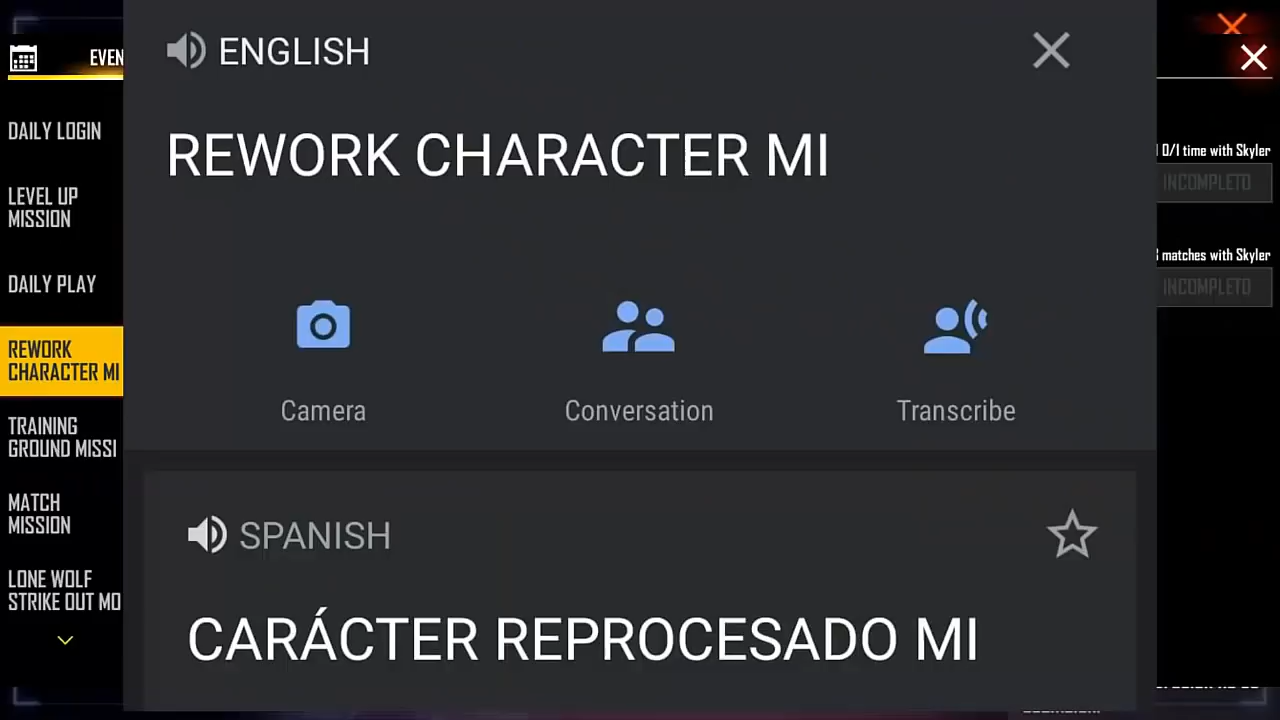 EVEN
DAILY LOGIN
LEVEL UP
MISSION
DAILY PLAY
REWORK
CHARACTER MI
TRAINING
GROUND MISSI
MATCH
MISSION
LONE WOLF
STRIKE OUT MO
ENGLISH
REWORK CHARACTER MI
Camera
Conversation
Transcribe
SPANISH
CARÁCTER REPROCESADO MI
0/1 time with Skyler
INCOMPLETO
matches with Skyler
INCOMPLETO